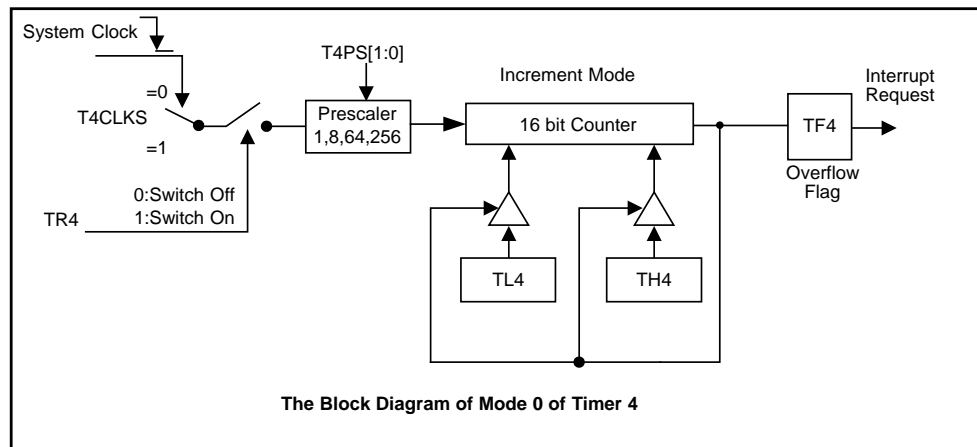 System Clock
T4PS[1:0]
Increment Mode
Interrupt
Request
=0
T4CLKS
=1
Prescaler
1,8,64,256
16 bit Counter
TF4
Overflow
Flag
0:Switch Off
1:Switch On
TR4
TL4
TH4
The Block Diagram of Mode 0 of Timer 4